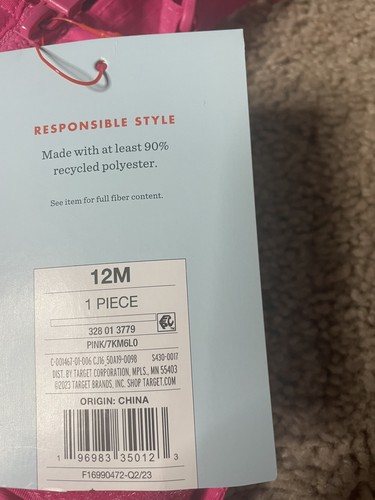 RESPONSIBLE STYLE
Made with at least 90%
recycled polyester.
See item for full fiber content.
12M
1 PIECE
328 01 3779
PINK/7KM6L0
C-001467-01-006 CJ16 50A19-0098 S430-0017
DIST. BY TARGET CORPORATION, MPLS., MN 55403
©2023 TARGET BRANDS, INC. SHOP TARGET.COM
ORIGIN: CHINA
1 96983 35012 3
F16990472-Q2/23